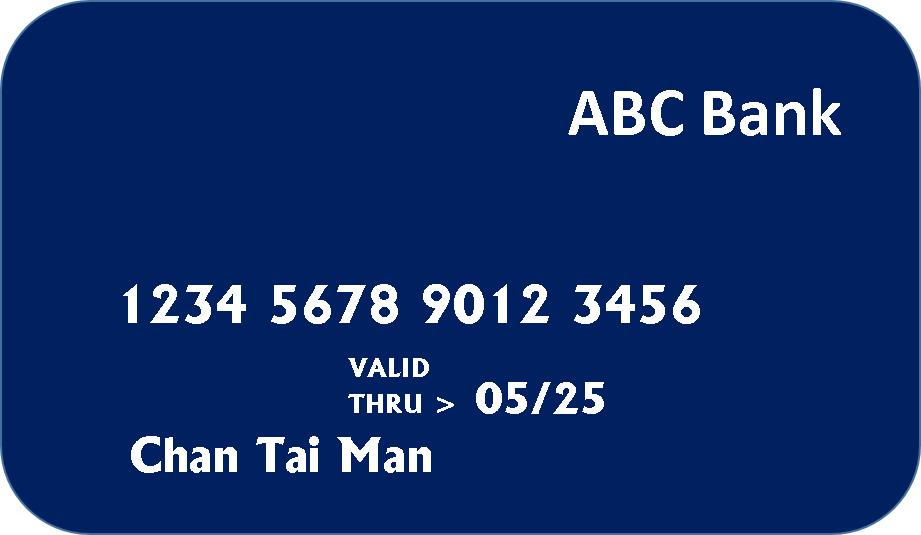 ABC Bank
1234 5678 9012 3456
VALID
THRU > 05/25
Chan Tai Man